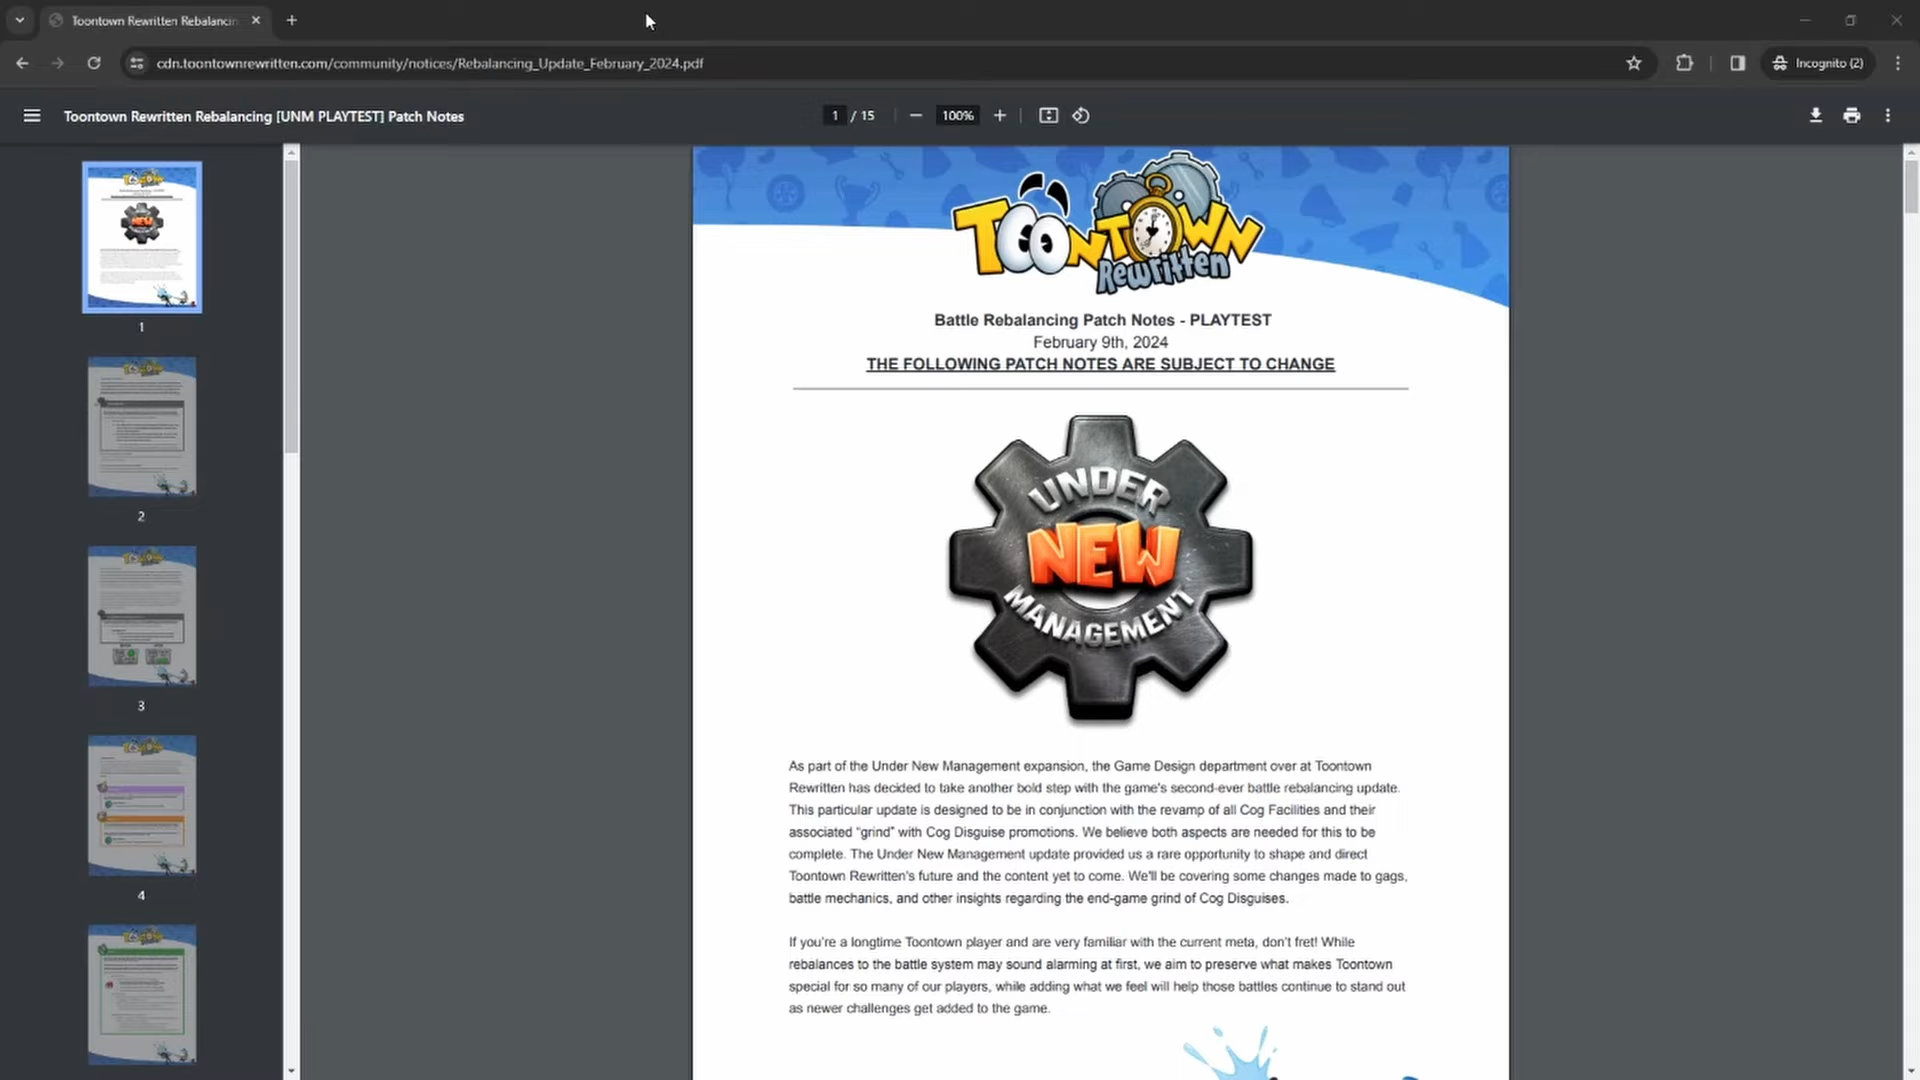 Toontown Rewritten Rebalancin
cdn.toontownrewritten.com/community/notices/Rebalancing_Update_February_2024.pdf
Incognito (2)
Toontown Rewritten Rebalancing [UNM PLAYTEST] Patch Notes
1 / 15
100%
TOONTOWN
Rewritten
Battle Rebalancing Patch Notes - PLAYTEST
February 9th, 2024
THE FOLLOWING PATCH NOTES ARE SUBJECT TO CHANGE
UNDER
NEW
MANAGEMENT
As part of the Under New Management expansion, the Game Design department over at Toontown
Rewritten has decided to take another bold step with the game's second-ever battle rebalancing update.
This particular update is designed to be in conjunction with the revamp of all Cog Facilities and their
associated “grind” with Cog Disguise promotions. We believe both aspects are needed for this to be
complete. The Under New Management update provided us a rare opportunity to shape and direct
Toontown Rewritten's future and the content yet to come. We'll be covering some changes made to gags,
battle mechanics, and other insights regarding the end-game grind of Cog Disguises.
If you're a longtime Toontown player and are very familiar with the current meta, don't fret! While
rebalances to the battle system may sound alarming at first, we aim to preserve what makes Toontown
special for so many of our players, while adding what we feel will help those battles continue to stand out
as newer challenges get added to the game.
1
2
3
4